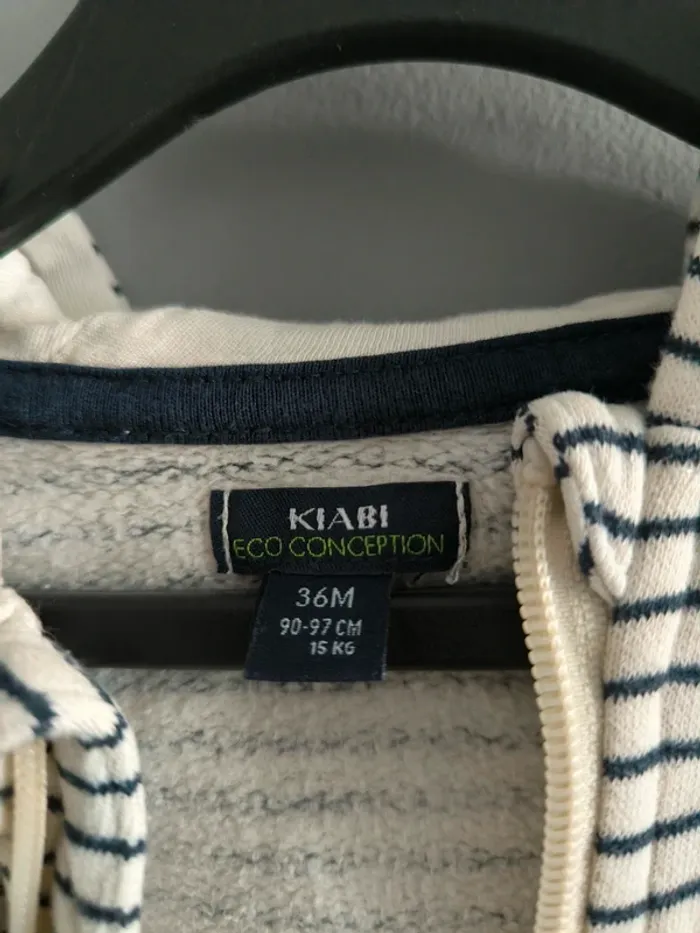 KIABI
ECO CONCEPTION
36M
90-97 CM
15 KG